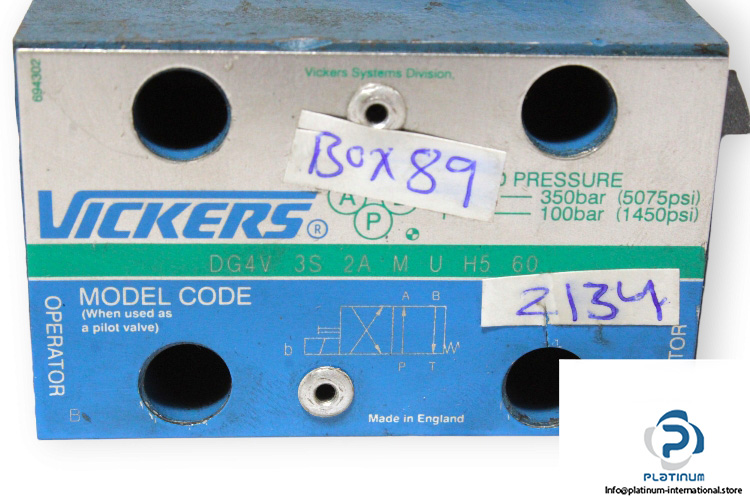 694302
Vickers Systems Division.
BOX 89
PRESSURE
350bar (5075psi)
100bar (1450psi)
A
P
VICKERS®
DG4V 3S 2A M U H5 60
MODEL CODE
(When used as
a pilot valve)
2134
OPERATOR
A B
b
P T
B
Made in England
PLATINUM
Info@platinum-international.store